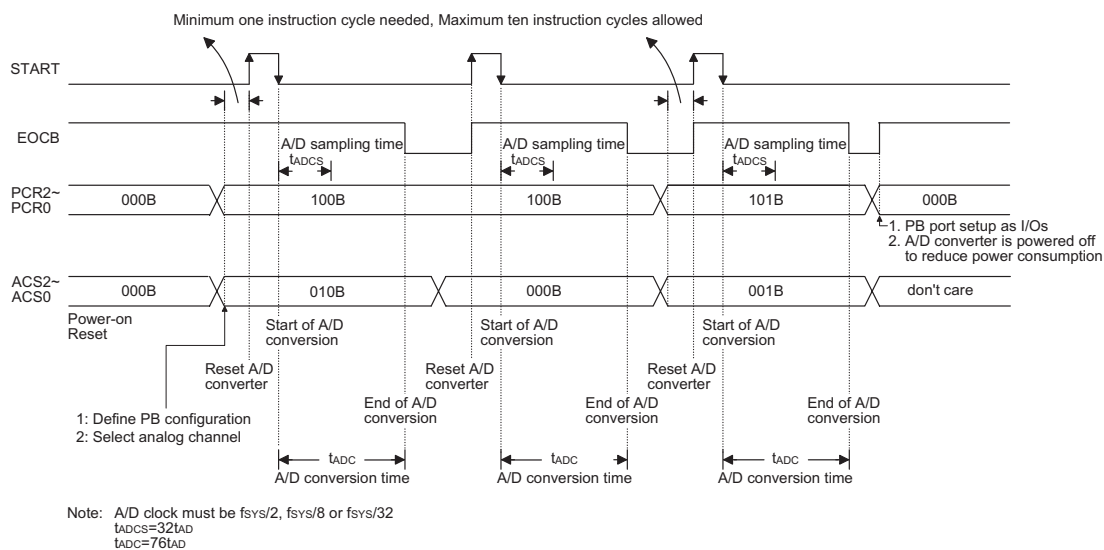 Minimum one instruction cycle needed, Maximum ten instruction cycles allowed
START
EOCB
A/D sampling time
tADCS
A/D sampling time
tADCS
A/D sampling time
tADCS
PCR2~
PCR0
000B
100B
100B
101B
000B
1. PB port setup as I/Os
2. A/D converter is powered off
to reduce power consumption
ACS2~
ACS0
000B
010B
000B
001B
don't care
Power-on
Reset
Start of A/D
conversion
Start of A/D
conversion
Start of A/D
conversion
Reset A/D
converter
Reset A/D
converter
Reset A/D
converter
1: Define PB configuration
2: Select analog channel
End of A/D
conversion
End of A/D
conversion
End of A/D
conversion
tADC
A/D conversion time
tADC
A/D conversion time
tADC
A/D conversion time
Note: A/D clock must be fSYS/2, fSYS/8 or fSYS/32
tADCS=32tAD
tADC=76tAD